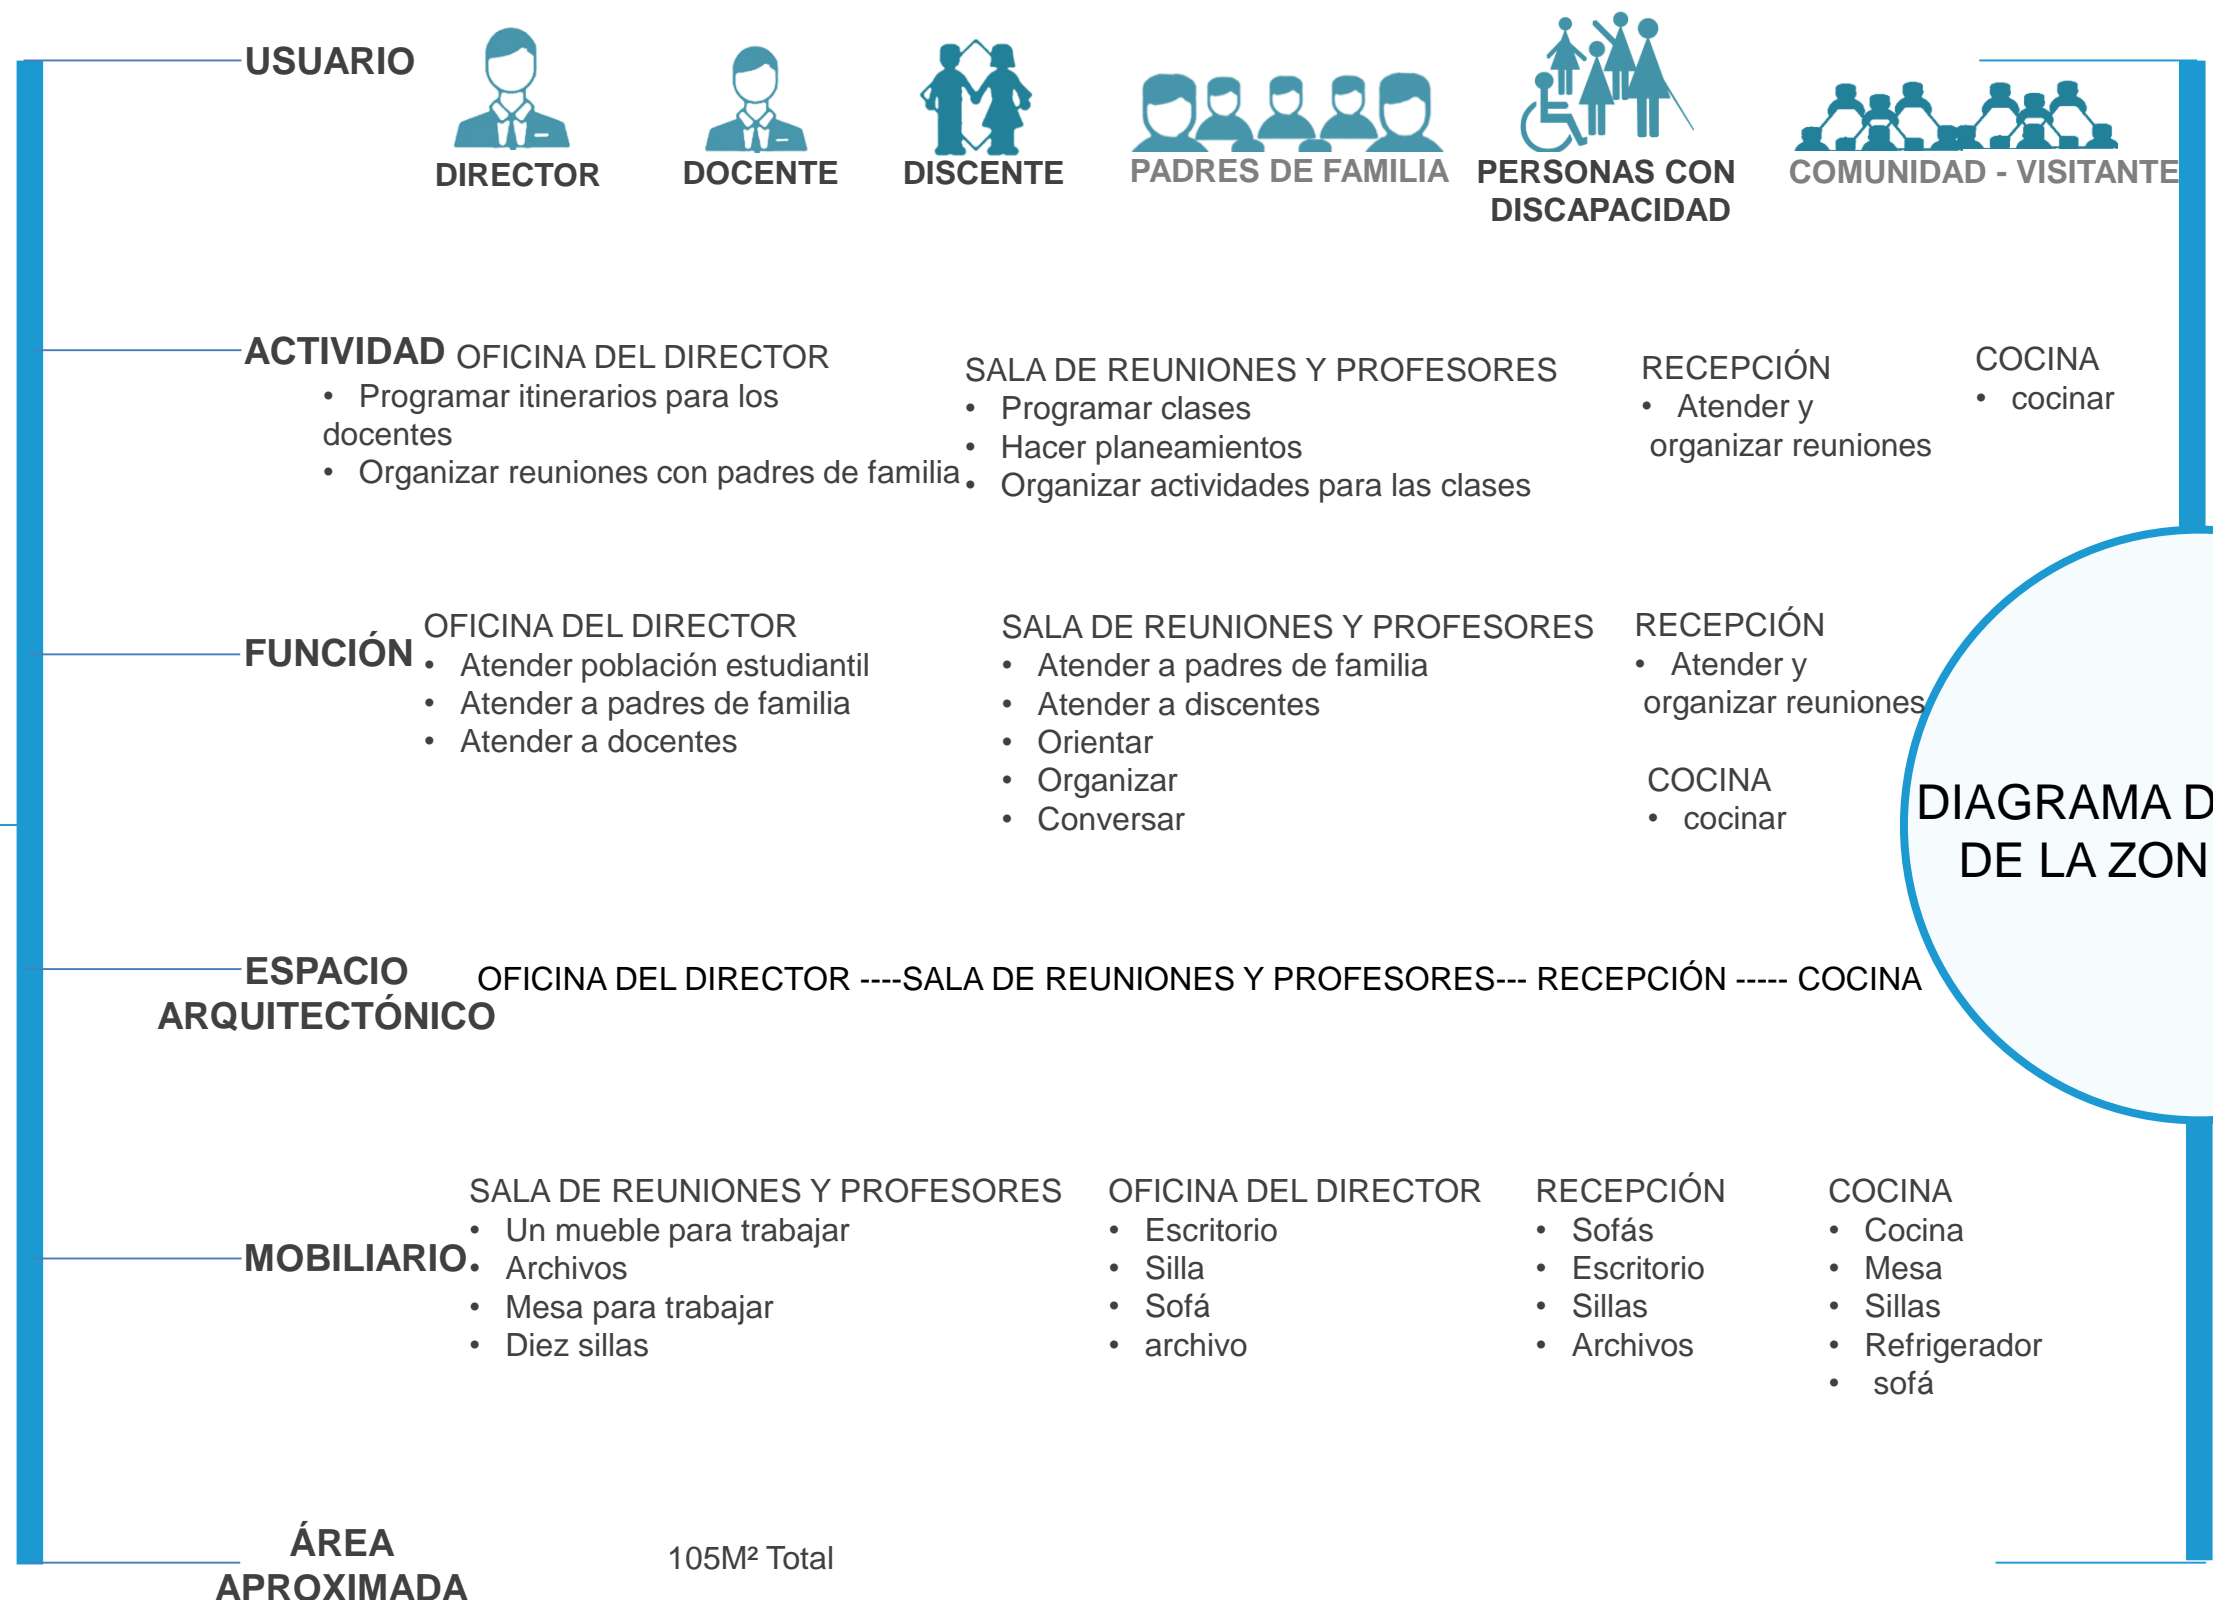 USUARIO
DIRECTOR
DOCENTE
DISCENTE
PADRES DE FAMILIA
PERSONAS CON
DISCAPACIDAD
COMUNIDAD - VISITANTE
ACTIVIDAD
OFICINA DEL DIRECTOR
• Programar itinerarios para los
docentes
• Organizar reuniones con padres de familia
SALA DE REUNIONES Y PROFESORES
• Programar clases
• Hacer planeamientos
• Organizar actividades para las clases
RECEPCIÓN
• Atender y
organizar reuniones
COCINA
• cocinar
FUNCIÓN
OFICINA DEL DIRECTOR
• Atender población estudiantil
• Atender a padres de familia
• Atender a docentes
SALA DE REUNIONES Y PROFESORES
• Atender a padres de familia
• Atender a discentes
• Orientar
• Organizar
• Conversar
RECEPCIÓN
• Atender y
organizar reuniones
COCINA
• cocinar
DIAGRAMA D
DE LA ZON
ESPACIO
ARQUITECTÓNICO
OFICINA DEL DIRECTOR ----SALA DE REUNIONES Y PROFESORES--- RECEPCIÓN ----- COCINA
MOBILIARIO
SALA DE REUNIONES Y PROFESORES
• Un mueble para trabajar
• Archivos
• Mesa para trabajar
• Diez sillas
OFICINA DEL DIRECTOR
• Escritorio
• Silla
• Sofá
• archivo
RECEPCIÓN
• Sofás
• Escritorio
• Sillas
• Archivos
COCINA
• Cocina
• Mesa
• Sillas
• Refrigerador
• sofá
ÁREA
APROXIMADA
105M² Total